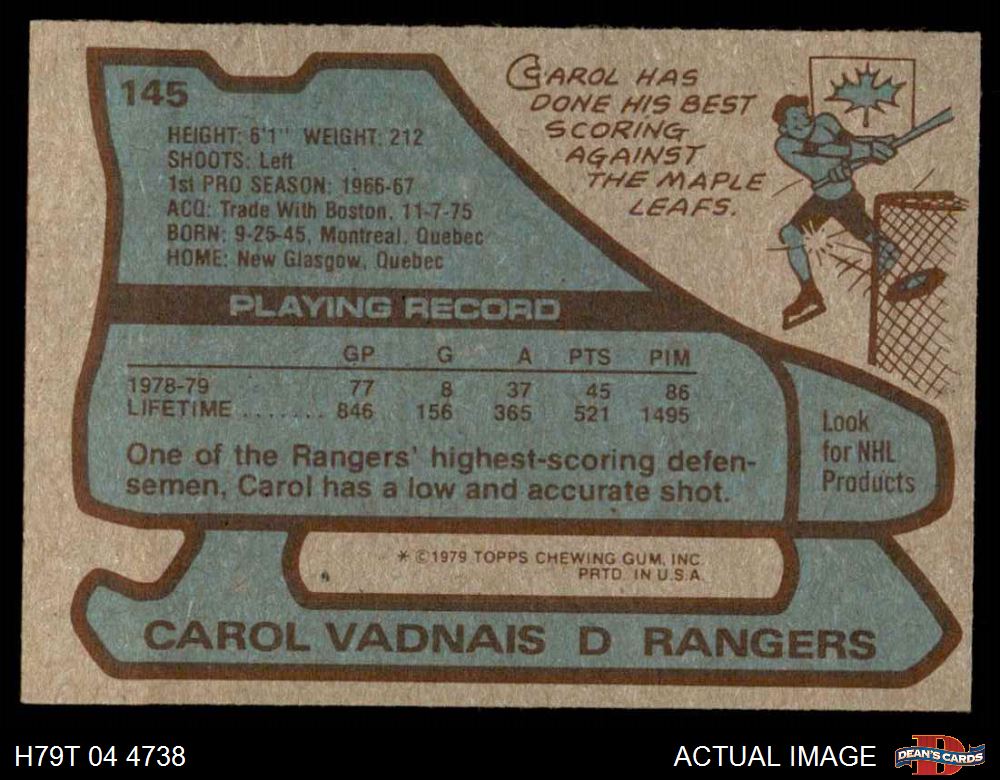 145
HEIGHT: 6'1" WEIGHT: 212
SHOOTS: Left
1st PRO SEASON: 1966-67
ACQ: Trade With Boston, 11-7-75
BORN: 9-25-45, Montreal, Quebec
HOME: New Glasgow, Quebec
CAROL HAS
DONE HIS BEST
SCORING
AGAINST
THE MAPLE
LEAFS.
PLAYING RECORD
GP G A PTS PIM
1978-79 77 8 37 45 86
LIFETIME ....... 846 156 365 521 1495
One of the Rangers' highest-scoring defen-
semen, Carol has a low and accurate shot.
Look
for NHL
Products
* ©1979 TOPPS CHEWING GUM, INC
PRTD. IN U.S.A.
CAROL VADNAIS D RANGERS
H79T 04 4738
ACTUAL IMAGE
DEAN'S CARDS